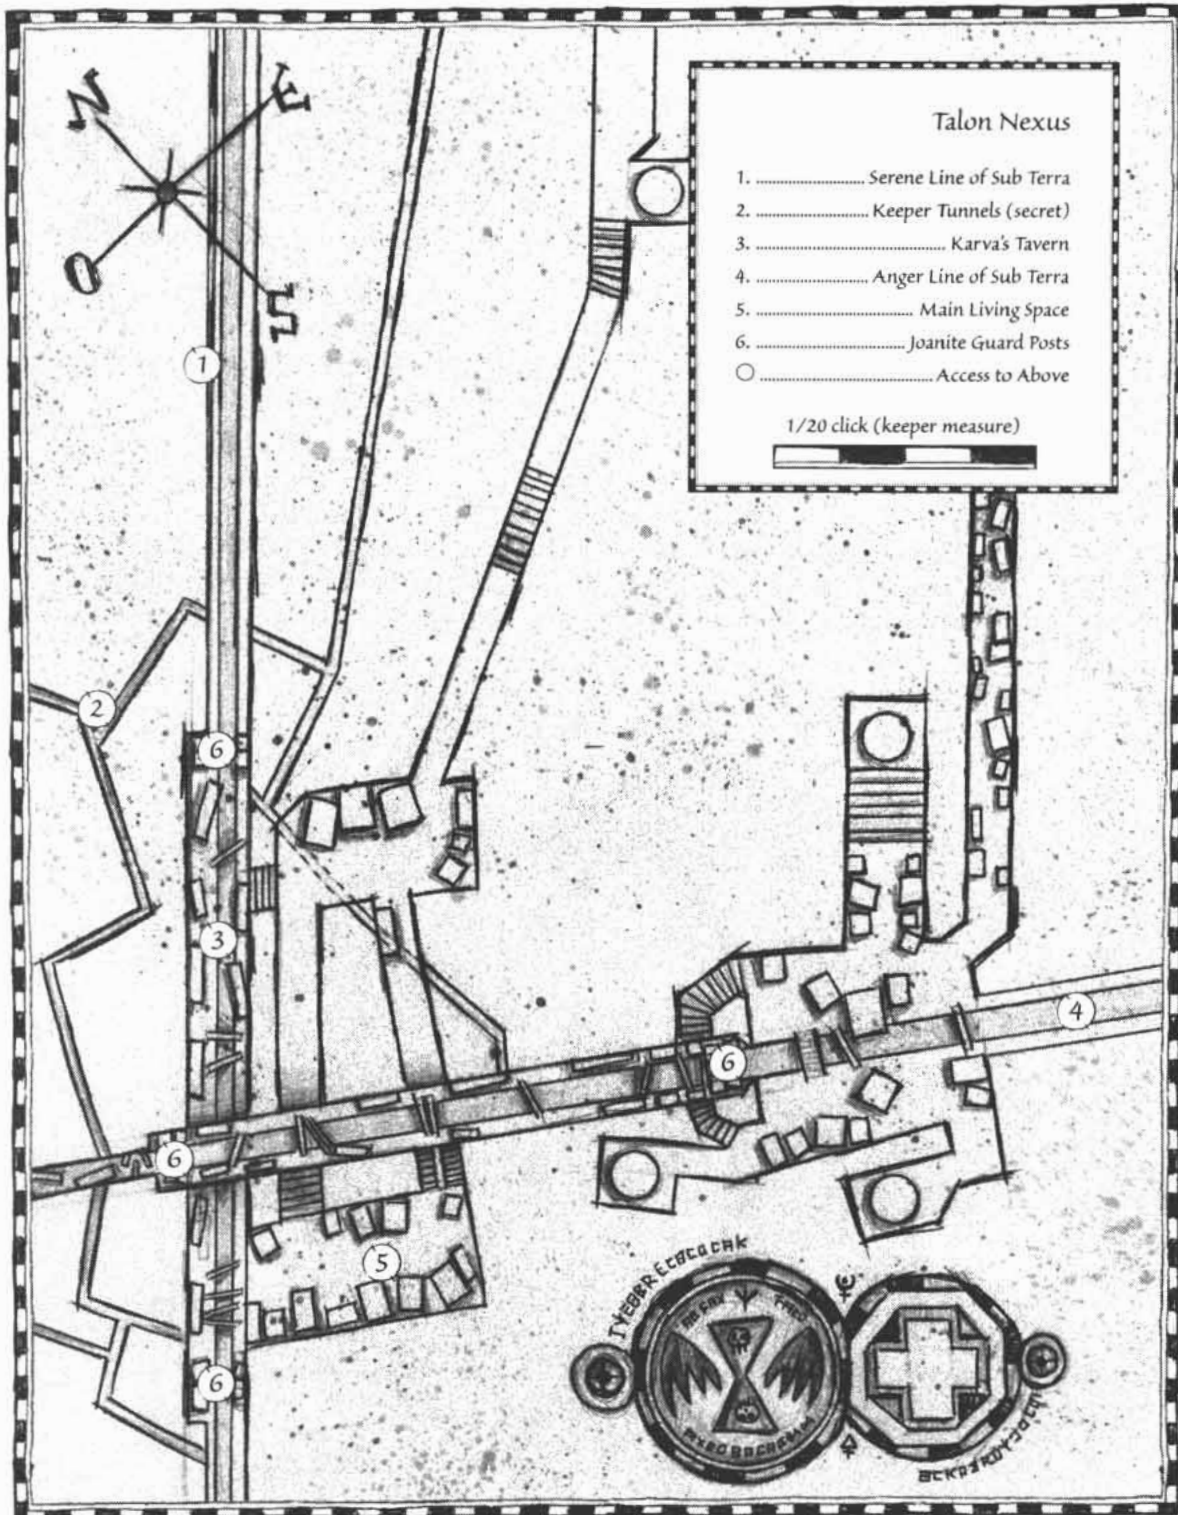 Talon Nexus
1. ........................... Serene Line of Sub Terra
2. ........................... Keeper Tunnels (secret)
3. ............................................... Karva's Tavern
4. ........................... Anger Line of Sub Terra
5. ....................................... Main Living Space
6. ..................................... Joanite Guard Posts
○ ........................................... Access to Above
1/20 click (keeper measure)
N
E
O
S
1
2
6
3
4
6
6
5
6